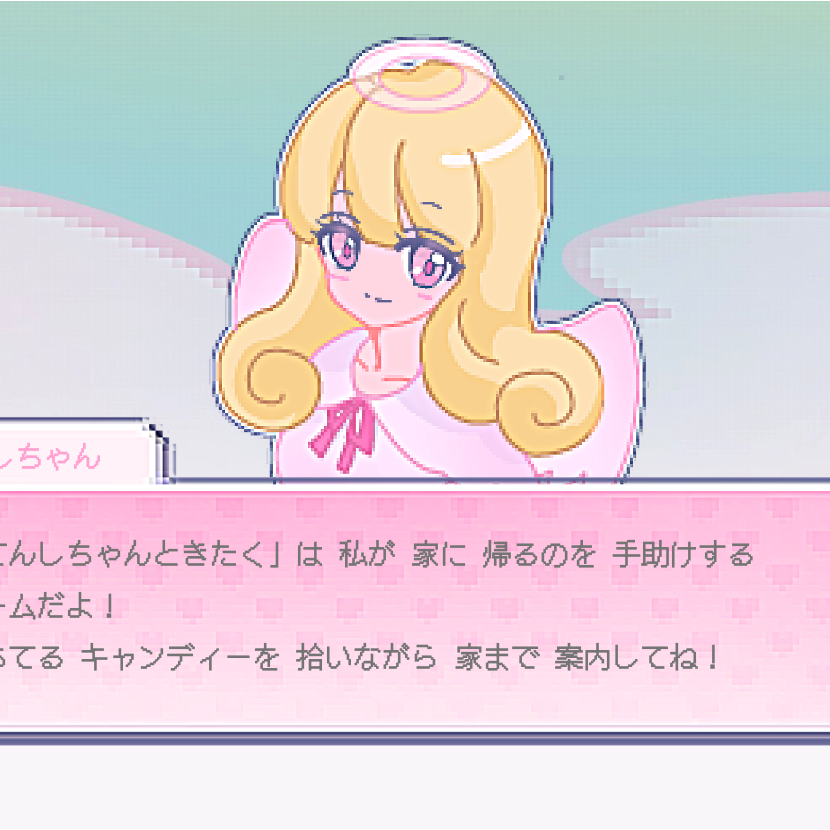 しちゃん
んしちゃんときたく」は 私が 家に 帰るのを 手助けする
ームだよ！
てる キャンディーを 拾いながら 家まで 案内してね！